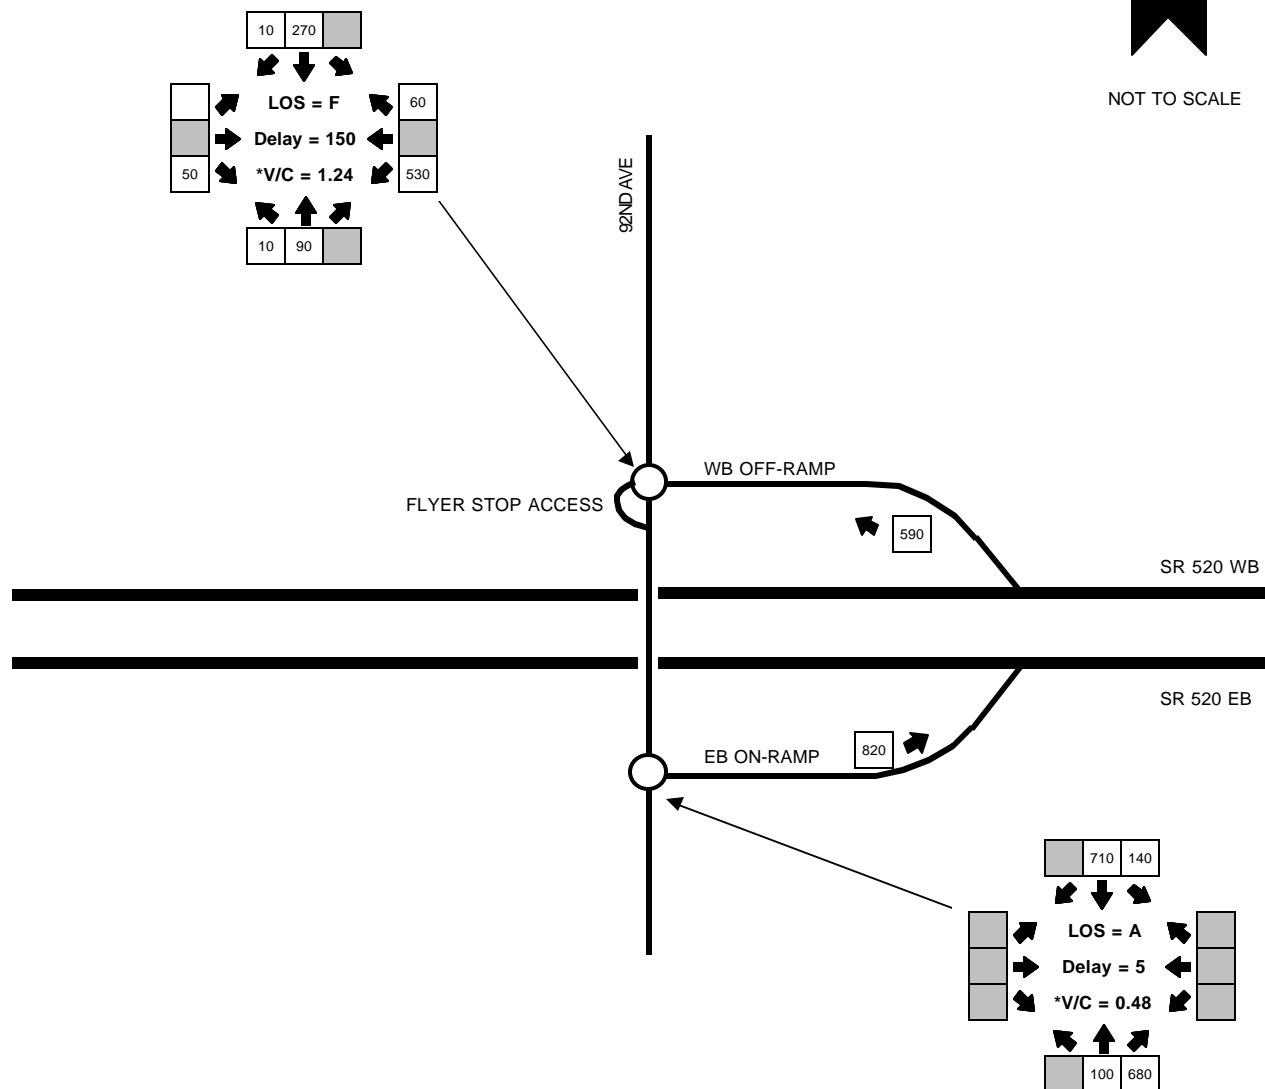 10 270
LOS = F
60
Delay = 150
50
*V/C = 1.24
530
10 90
NOT TO SCALE
92ND AVE
WB OFF-RAMP
FLYER STOP ACCESS
590
SR 520 WB
SR 520 EB
820
EB ON-RAMP
710 140
LOS = A
Delay = 5
*V/C = 0.48
100 680